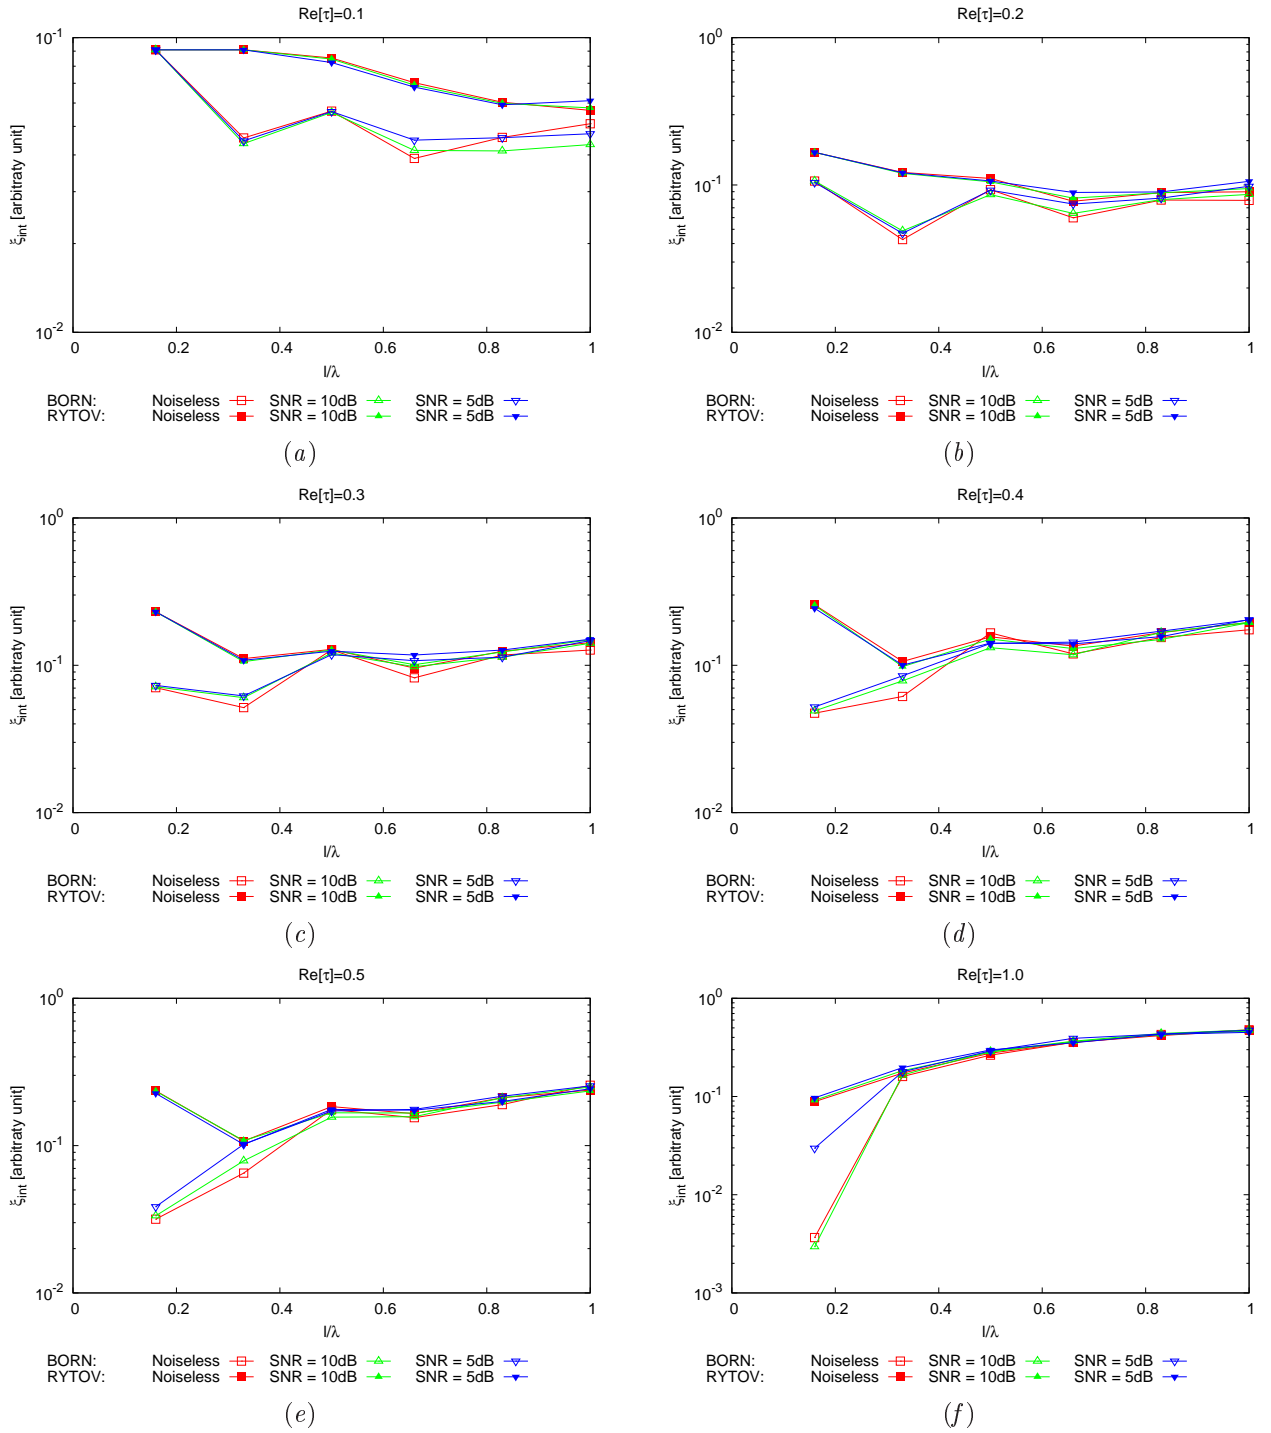 Re[τ]=0.1
10^-1
10^-2
ξ_int [arbitraty unit]
0 0.2 0.4 0.6 0.8 1
l/λ
BORN: Noiseless SNR = 10dB SNR = 5dB
RYTOV: Noiseless SNR = 10dB SNR = 5dB
(a)
Re[τ]=0.2
10^0
10^-1
10^-2
ξ_int [arbitraty unit]
0 0.2 0.4 0.6 0.8 1
l/λ
BORN: Noiseless SNR = 10dB SNR = 5dB
RYTOV: Noiseless SNR = 10dB SNR = 5dB
(b)
Re[τ]=0.3
10^0
10^-1
10^-2
ξ_int [arbitraty unit]
0 0.2 0.4 0.6 0.8 1
l/λ
BORN: Noiseless SNR = 10dB SNR = 5dB
RYTOV: Noiseless SNR = 10dB SNR = 5dB
(c)
Re[τ]=0.4
10^0
10^-1
10^-2
ξ_int [arbitraty unit]
0 0.2 0.4 0.6 0.8 1
l/λ
BORN: Noiseless SNR = 10dB SNR = 5dB
RYTOV: Noiseless SNR = 10dB SNR = 5dB
(d)
Re[τ]=0.5
10^0
10^-1
10^-2
ξ_int [arbitraty unit]
0 0.2 0.4 0.6 0.8 1
l/λ
BORN: Noiseless SNR = 10dB SNR = 5dB
RYTOV: Noiseless SNR = 10dB SNR = 5dB
(e)
Re[τ]=1.0
10^0
10^-1
10^-2
10^-3
ξ_int [arbitraty unit]
0 0.2 0.4 0.6 0.8 1
l/λ
BORN: Noiseless SNR = 10dB SNR = 5dB
RYTOV: Noiseless SNR = 10dB SNR = 5dB
(f)